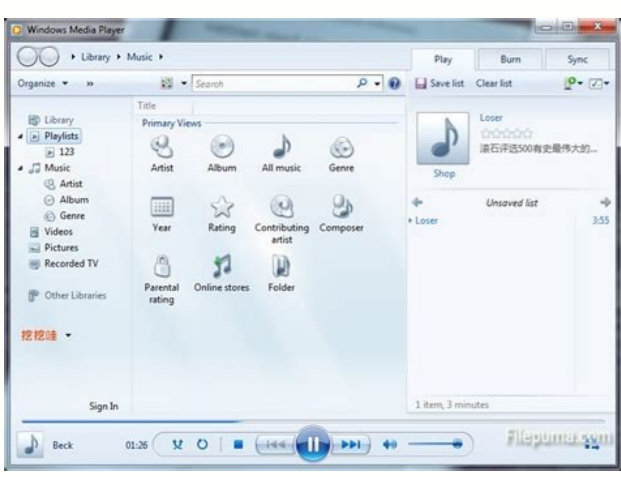 Windows Media Player
Library Music
Play Burn Sync
Organize » Search Save list Clear list
Title
Library
Playlists
123
Music
Artist
Album
Genre
Videos
Pictures
Recorded TV
Other Libraries
挖挖哇
Sign In
Primary Views
Artist Album All music Genre
Year Rating Contributing artist Composer
Parental rating Online stores Folder
Loser
滚石评选500有史最伟大的...
Shop
Unsaved list
Loser 3:55
1 item, 3 minutes
Beck 01:26
Filepuma.com